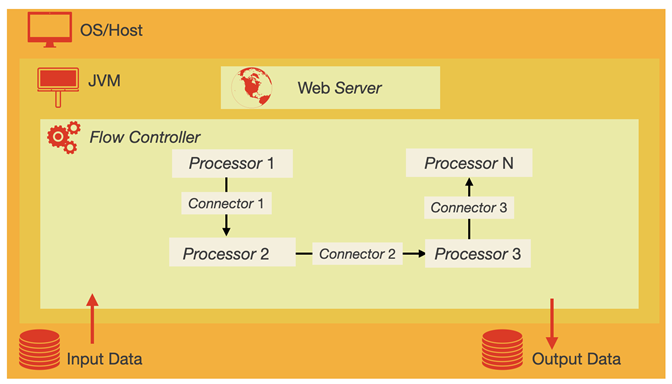 OS/Host
JVM
Web Server
Flow Controller
Processor 1
Processor N
Connector 1
Connector 3
Processor 2
Connector 2
Processor 3
Input Data
Output Data